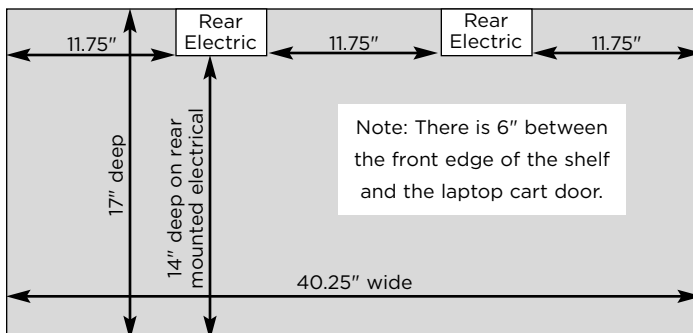 Rear
Electric
Rear
Electric
11.75"
11.75"
11.75"
17" deep
14" deep on rear
mounted electrical
Note: There is 6" between
the front edge of the shelf
and the laptop cart door.
40.25" wide